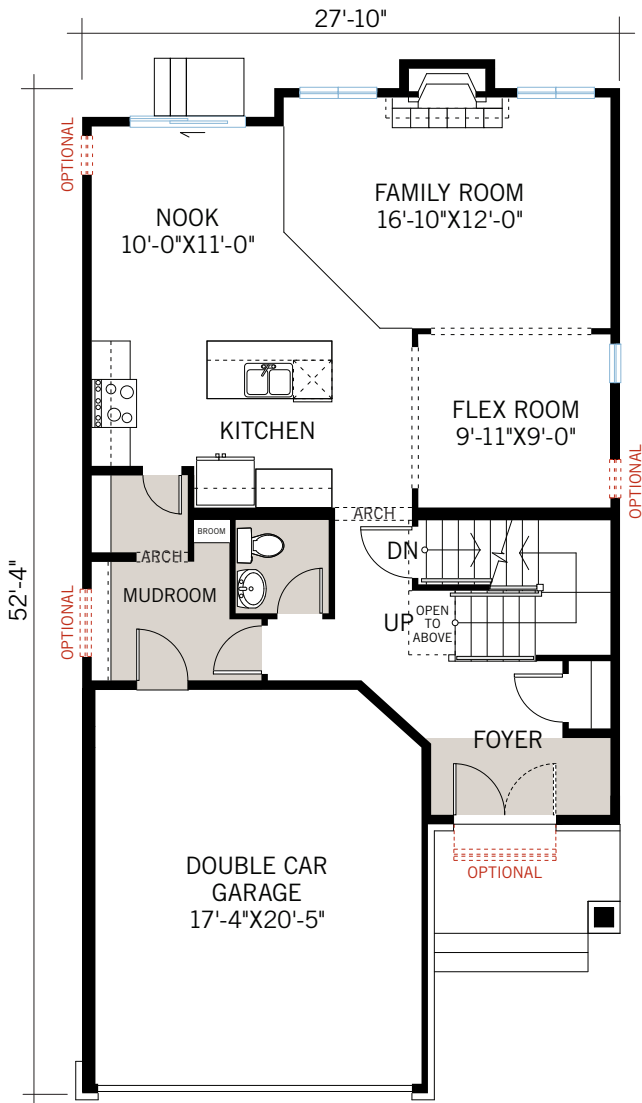 27'-10"
52'-4"
OPTIONAL
NOOK
10'-0"X11'-0"
FAMILY ROOM
16'-10"X12'-0"
KITCHEN
FLEX ROOM
9'-11"X9'-0"
OPTIONAL
ARCH
BROOM
ARCH
DN
MUDROOM
OPTIONAL
UP
OPEN
TO
ABOVE
FOYER
OPTIONAL
DOUBLE CAR
GARAGE
17'-4"X20'-5"